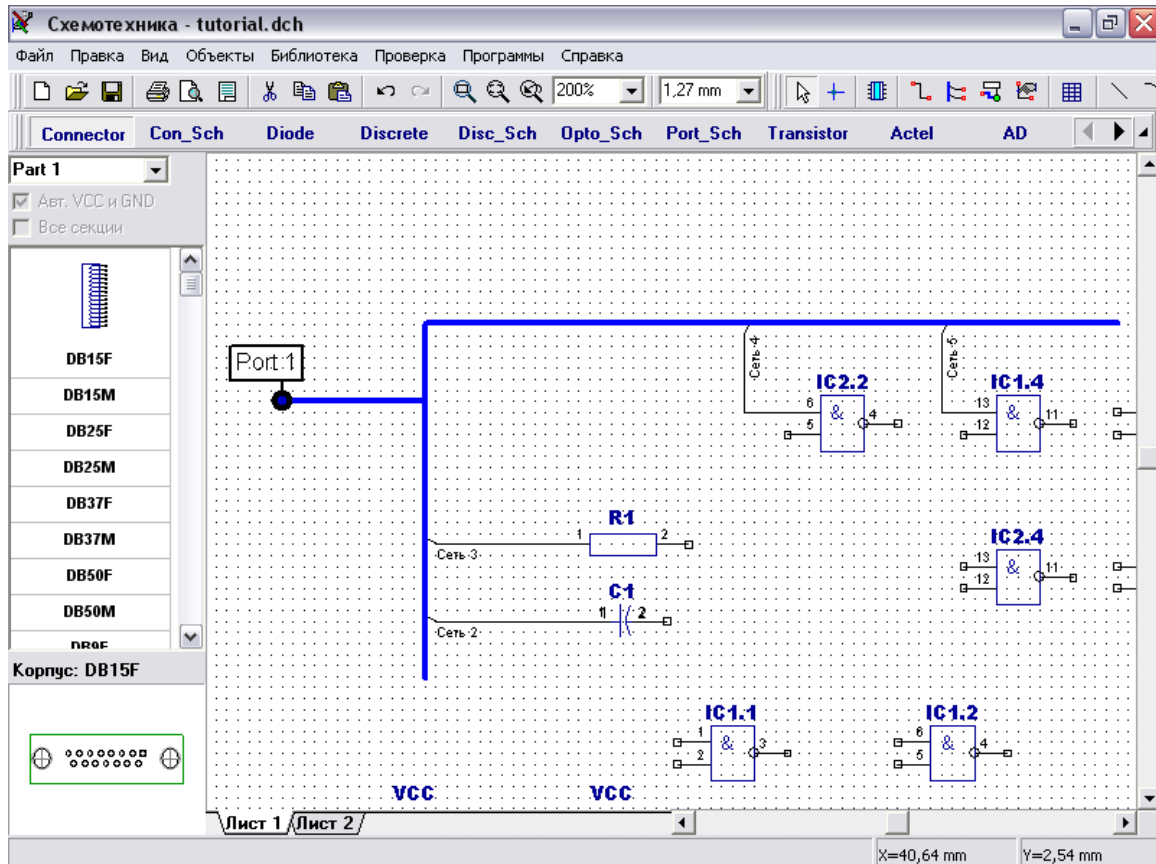 Схемотехника - tutorial.dch
Файл Правка Вид Объекты Библиотека Проверка Программы Справка
200% 1,27 mm
Connector Con_Sch Diode Discrete Disc_Sch Opto_Sch Port_Sch Transistor Actel AD
Part 1
Авт. VCC и GND
Все секции
DB15F
DB15M
DB25F
DB25M
DB37F
DB37M
DB50F
DB50M
DB9F
Корпус: DB15F
Port 1
Сеть 4
Сеть 5
IC2.2
6
5
&
4
IC1.4
13
12
&
11
R1
1
2
Сеть 3
IC2.4
13
12
&
11
C1
1
2
Сеть 2
IC1.1
1
2
&
3
IC1.2
6
5
&
4
VCC
VCC
Лист 1 Лист 2
X=40,64 mm Y=2,54 mm